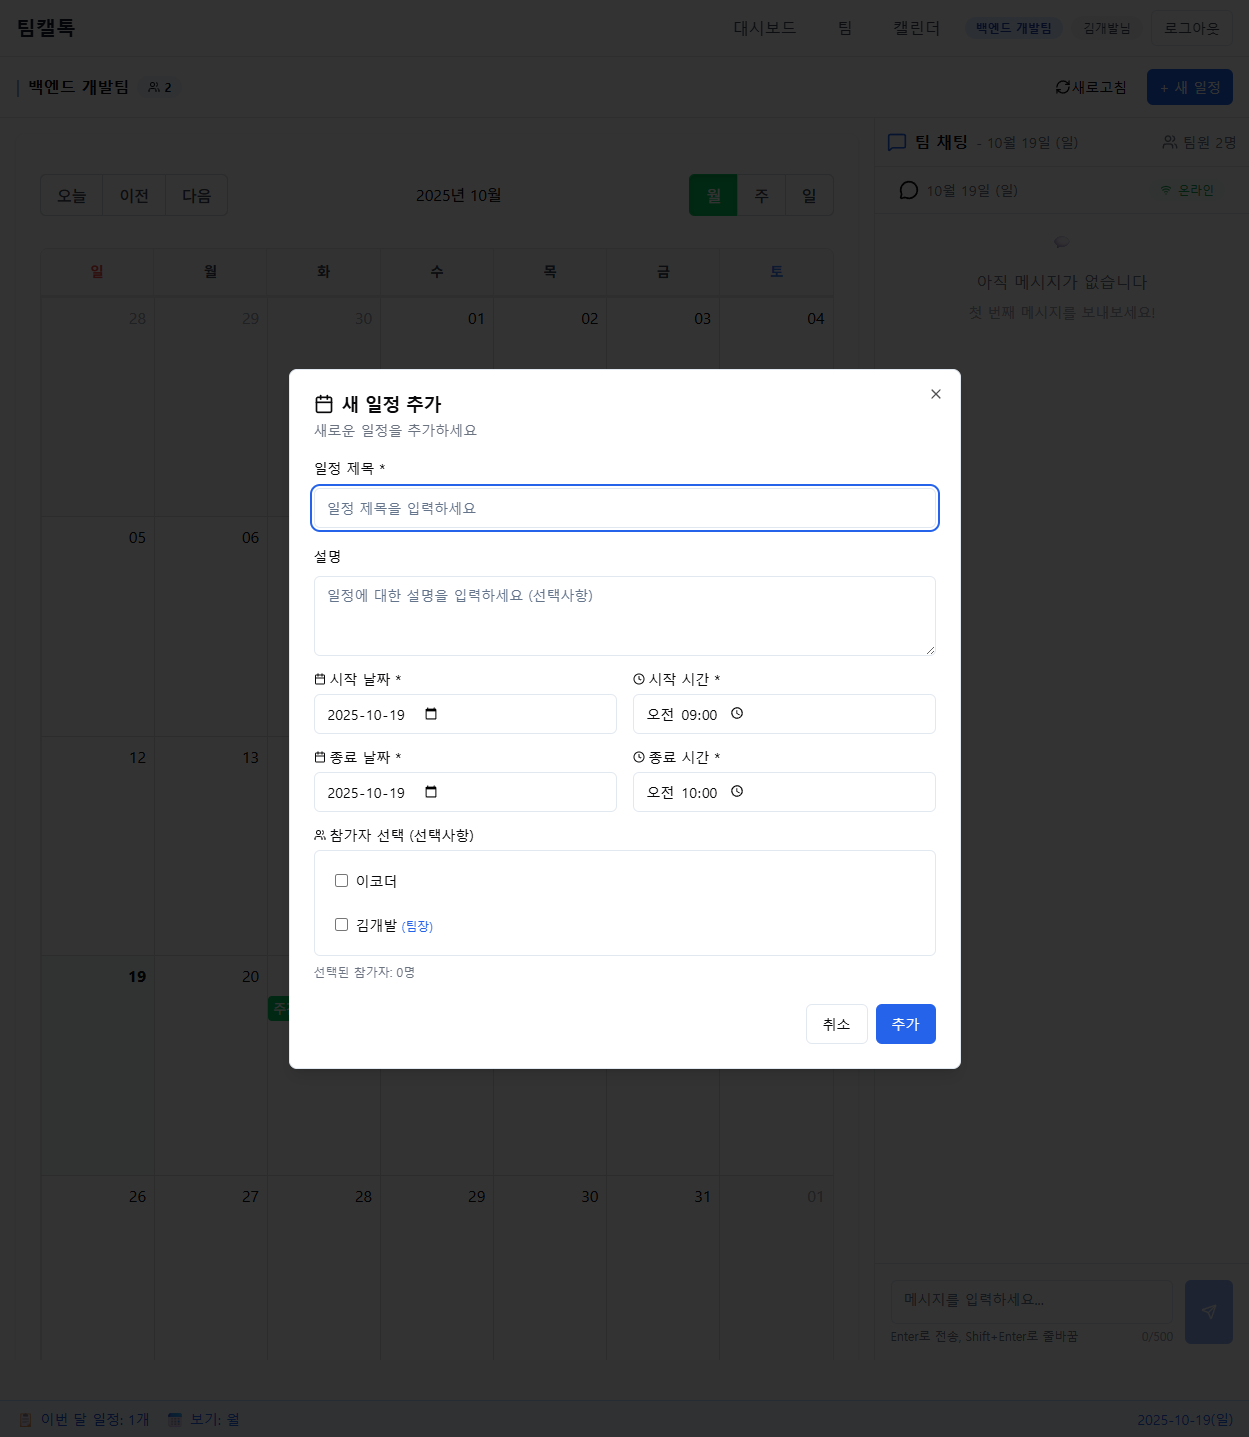 팀캘톡
대시보드 팀 캘린더 백엔드 개발팀 김개발님 로그아웃
백엔드 개발팀 2 새로고침 + 새 일정
오늘 이전 다음 2025년 10월 월 주 일
일 월 화 수 목 금 토
28 29 30 01 02 03 04
05 06
12 13
19 20
26 27 28 29 30 31 01
팀 채팅 - 10월 19일 (일) 팀원 2명
10월 19일 (일) 온라인
아직 메시지가 없습니다
첫 번째 메시지를 보내보세요!
새 일정 추가
새로운 일정을 추가하세요
일정 제목 *
일정 제목을 입력하세요
설명
일정에 대한 설명을 입력하세요 (선택사항)
시작 날짜 * 시작 시간 *
2025-10-19 오전 09:00
종료 날짜 * 종료 시간 *
2025-10-19 오전 10:00
참가자 선택 (선택사항)
이코더
김개발 (팀장)
선택된 참가자: 0명
취소 추가
메시지를 입력하세요...
Enter로 전송, Shift+Enter로 줄바꿈 0/500
이번 달 일정: 1개 보기: 월 2025-10-19(일)